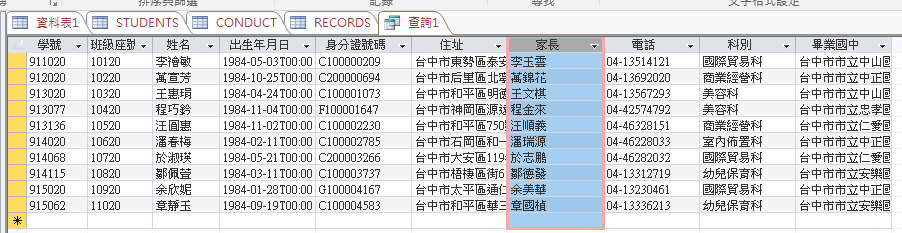 排序與篩選 記錄 尋找 文字格式設定
資料表1 STUDENTS CONDUCT RECORDS 查詢1
學號 班級座號 姓名 出生年月日 身分證號碼 住址 家長 電話 科別 畢業國中
911020 10120 李禬敏 1984-05-03T00:00 C100000209 台中市東勢區泰安 李玉雲 04-13514121 國際貿易科 台中市市立中山國
912020 10220 萬宣芳 1984-10-25T00:00 C200000694 台中市后里區北 萬錦花 04-13692020 商業經營科 台中市市立中正國
913020 10320 王惠琄 1984-04-24T00:00 C100001073 台中市和平區明德 王文棋 04-13567293 美容科 台中市市立中山國
913077 10420 程巧鈴 1984-11-04T00:00 F100001647 台中市神岡區源遠 程金來 04-42574792 美容科 台中市市立忠孝國
913136 10520 汪圓惠 1984-11-02T00:00 C100002230 台中市和平區750 汪順義 04-46328151 商業經營科 台中市市立仁愛國
914020 10620 潘春梅 1984-02-11T00:00 C100002785 台中市石岡區和一 潘瑞源 04-46228033 室內佈置科 台中市市立中正國
914068 10720 於淑瑛 1984-05-21T00:00 C200003266 台中市大安區119 於志鵬 04-46282032 國際貿易科 台中市市立仁愛國
914115 10820 鄒佩萱 1984-03-11T00:00 C100003737 台中市梧棲區街6 鄒德發 04-13312719 幼兒保育科 台中市市立安樂國
915020 10920 余欣妮 1984-01-28T00:00 G100004167 台中市太平區通仁 余美華 04-13230461 國際貿易科 台中市市立中正國
915062 11020 章靜玉 1984-09-19T00:00 C100004583 台中市和平區華三 章國楨 04-13336213 幼兒保育科 台中市市立安樂國